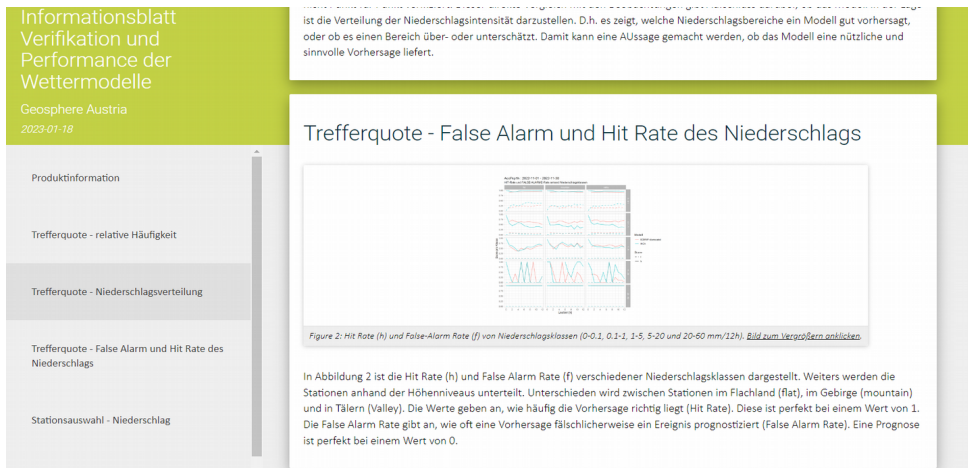 Informationsblatt
Verifikation und
Performance der
Wettermodelle
Geosphere Austria
2023-01-18
Produktinformation
Trefferquote - relative Häufigkeit
Trefferquote - Niederschlagsverteilung
Trefferquote - False Alarm und Hit Rate des
Niederschlags
Stationsauswahl - Niederschlag
ist die Verteilung der Niederschlagsintensität darzustellen. D.h. es zeigt, welche Niederschlagsbereiche ein Modell gut vorhersagt,
oder ob es einen Bereich über- oder unterschätzt. Damit kann eine AUssage gemacht werden, ob das Modell eine nützliche und
sinnvolle Vorhersage liefert.
Trefferquote - False Alarm und Hit Rate des Niederschlags
Figure 2: Hit Rate (h) und False-Alarm Rate (f) von Niederschlagsklassen (0-0.1, 0.1-1, 1-5, 5-20 und 20-60 mm/12h). Bild zum Vergrößern anklicken.
In Abbildung 2 ist die Hit Rate (h) und False Alarm Rate (f) verschiedener Niederschlagsklassen dargestellt. Weiters werden die
Stationen anhand der Höhenniveaus unterteilt. Unterschieden wird zwischen Stationen im Flachland (flat), im Gebirge (mountain)
und in Tälern (Valley). Die Werte geben an, wie häufig die Vorhersage richtig liegt (Hit Rate). Diese ist perfekt bei einem Wert von 1.
Die False Alarm Rate gibt an, wie oft eine Vorhersage fälschlicherweise ein Ereignis prognostiziert (False Alarm Rate). Eine Prognose
ist perfekt bei einem Wert von 0.